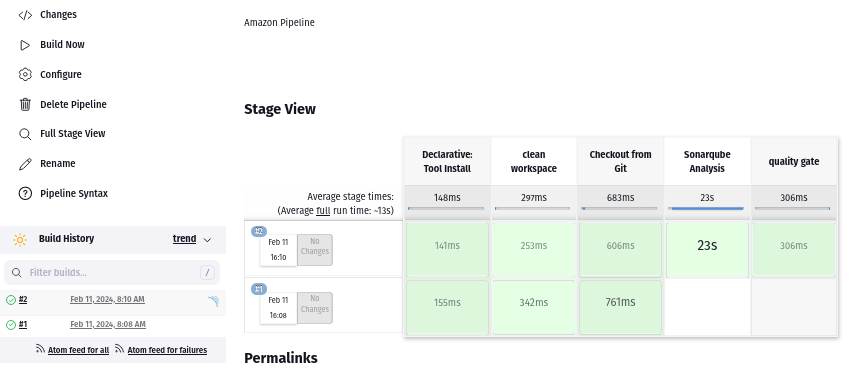 Changes
Build Now
Configure
Delete Pipeline
Full Stage View
Rename
Pipeline Syntax
Build History
trend
Filter builds...
/
#2
Feb 11, 2024, 8:10 AM
#1
Feb 11, 2024, 8:08 AM
Atom feed for all
Atom feed for failures
Amazon Pipeline
Stage View
Declarative:
Tool Install
clean
workspace
Checkout from
Git
Sonarqube
Analysis
quality gate
Average stage times:
(Average full run time: ~13s)
148ms
297ms
683ms
23s
306ms
#2
Feb 11
16:10
No
Changes
141ms
253ms
606ms
23s
306ms
#1
Feb 11
16:08
No
Changes
155ms
342ms
761ms
Permalinks